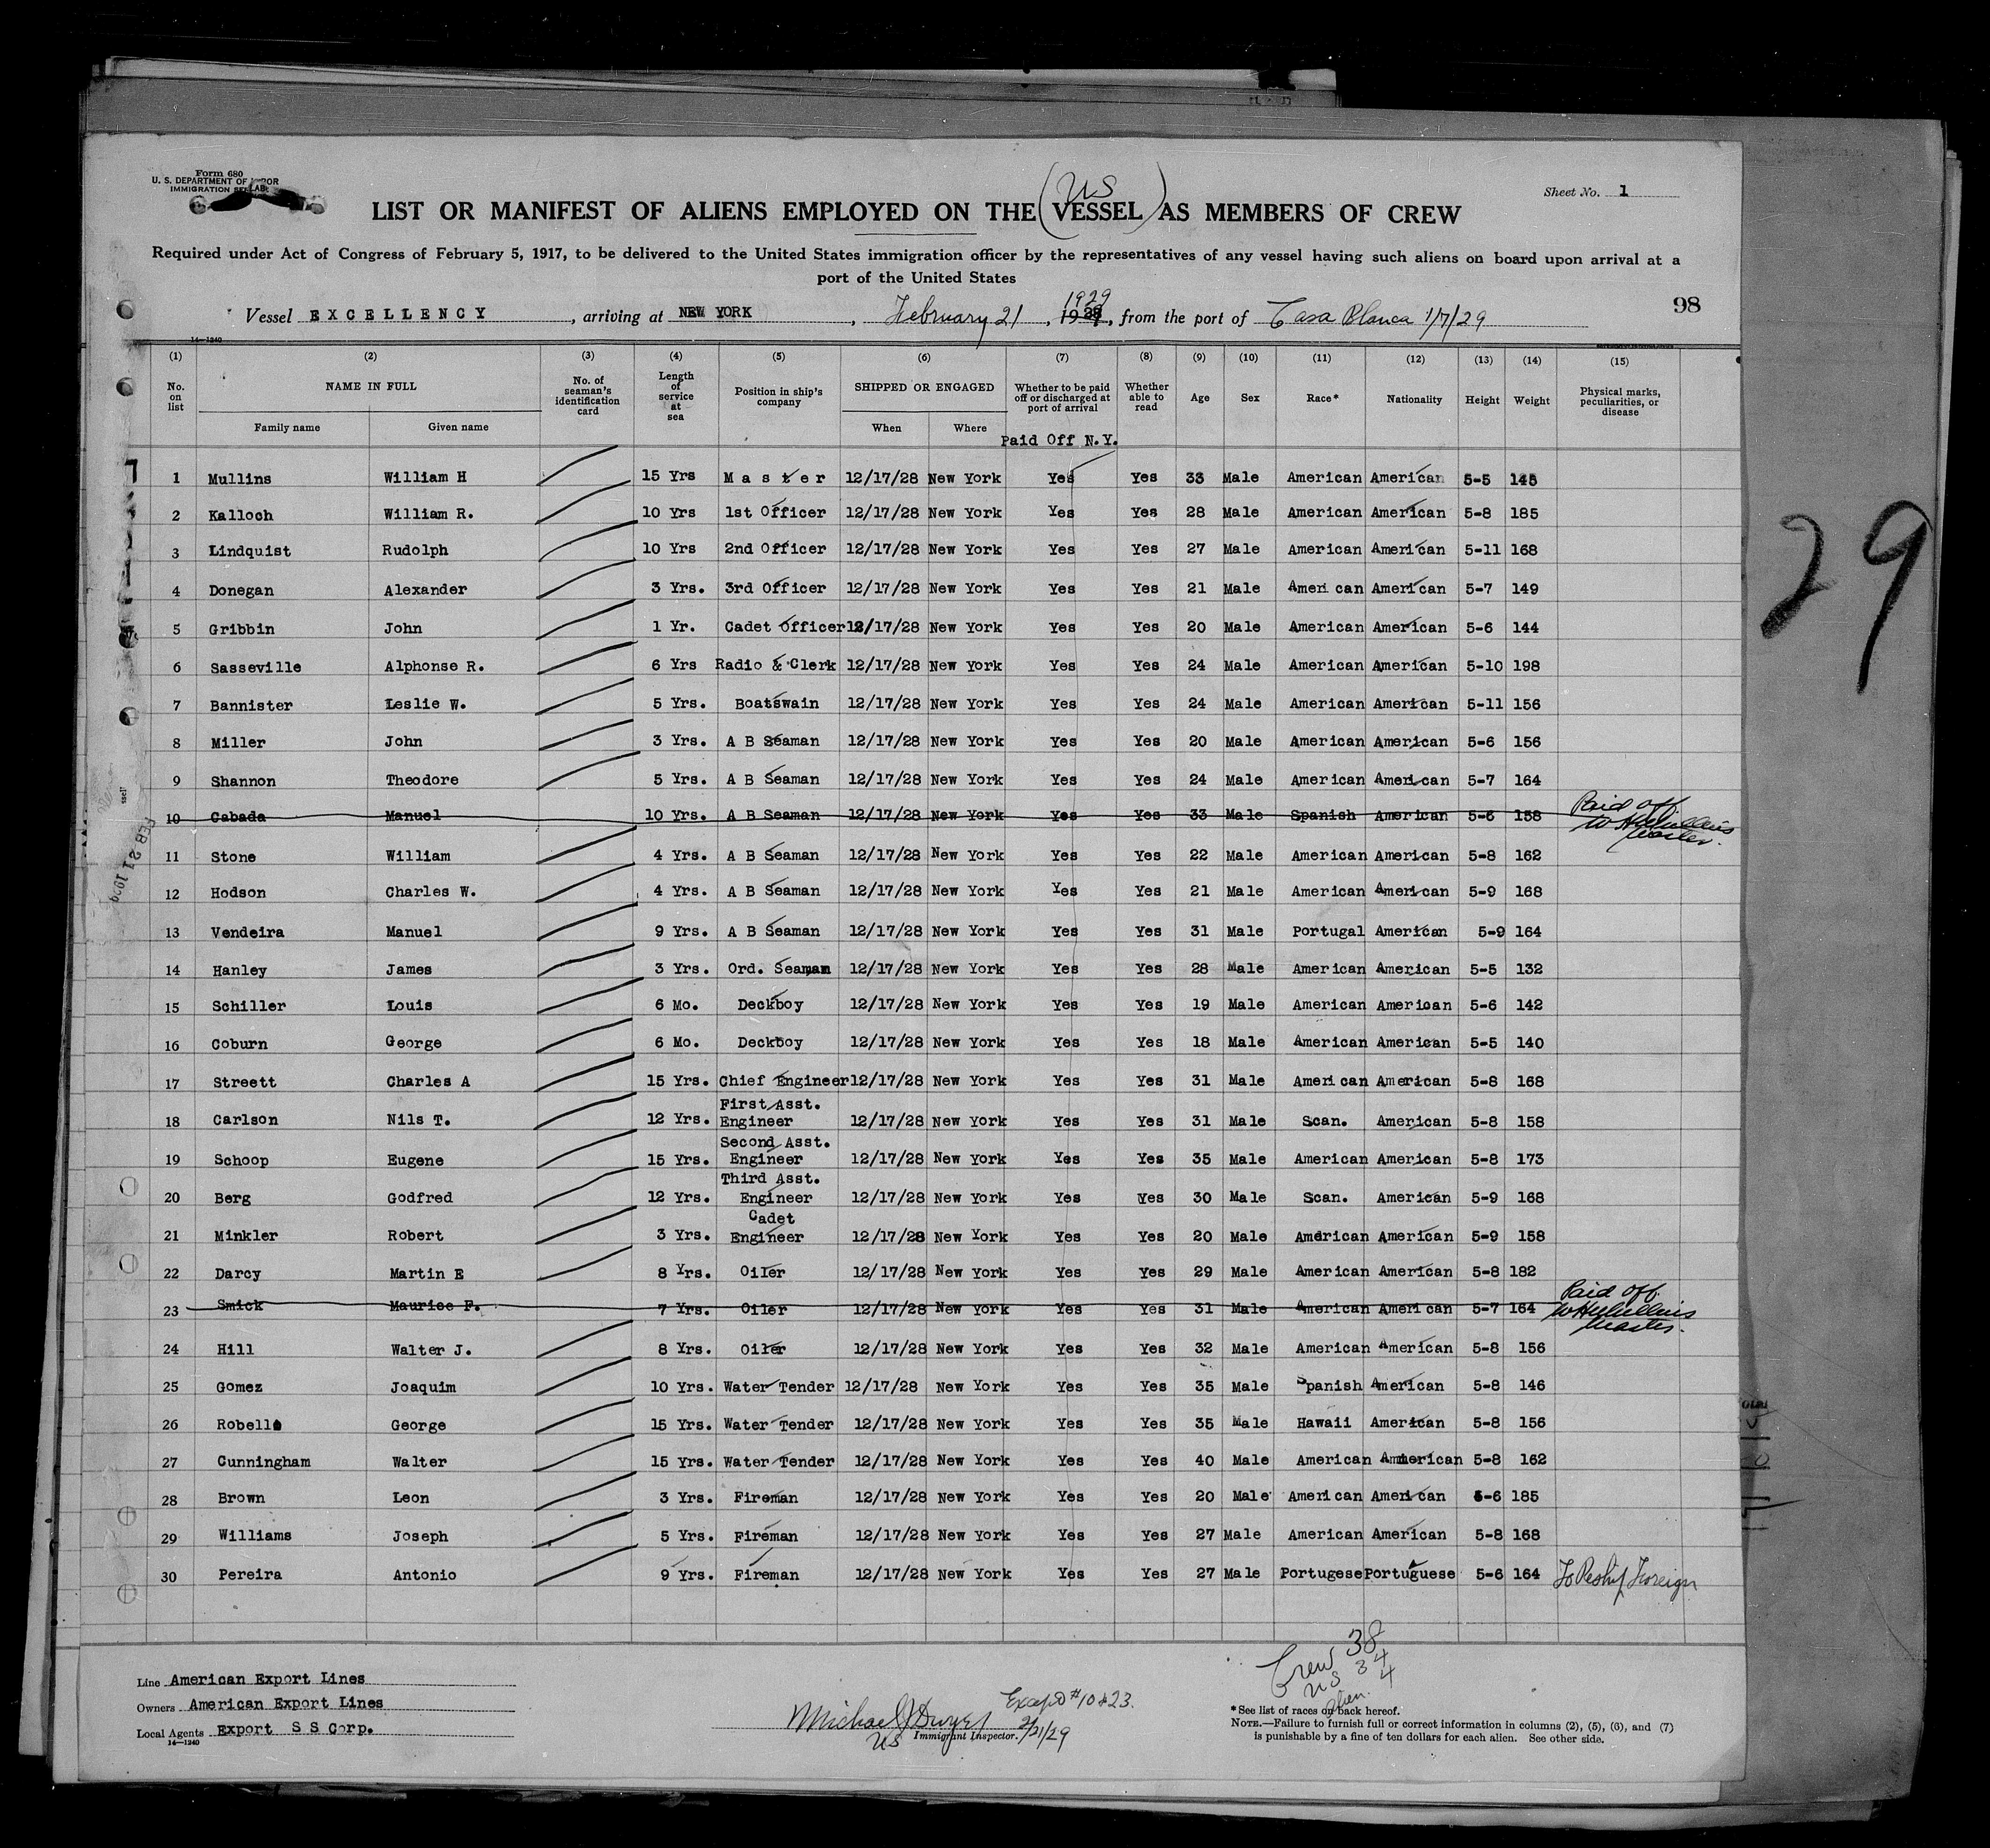 Form 680
U. S. DEPARTMENT OF LABOR
IMMIGRATION
Sheet No. 1
US
LIST OR MANIFEST OF ALIENS EMPLOYED ON THE (VESSEL) AS MEMBERS OF CREW
Required under Act of Congress of February 5, 1917, to be delivered to the United States immigration officer by the representatives of any vessel having such aliens on board upon arrival at a
port of the United States
98
Vessel EXCELLENCY, arriving at NEW YORK, February 21, 1929, from the port of Casa Blanca 1/7/29
14—1240
(1) (2) (3) (4) (5) (6) (7) (8) (9) (10) (11) (12) (13) (14) (15)
No. on list NAME IN FULL Family name Given name No. of seaman's identification card Length of service at sea Position in ship's company SHIPPED OR ENGAGED When Where Whether to be paid off or discharged at port of arrival Whether able to read Age Sex Race* Nationality Height Weight Physical marks, peculiarities, or disease
Paid Off N.Y.
1 Mullins William H 15 Yrs Master 12/17/28 New York Yes Yes 33 Male American American 5-5 145
2 Kalloch William R. 10 Yrs 1st Officer 12/17/28 New York Yes Yes 28 Male American American 5-8 185
3 Lindquist Rudolph 10 Yrs 2nd Officer 12/17/28 New York Yes Yes 27 Male American American 5-11 168
4 Donegan Alexander 3 Yrs. 3rd Officer 12/17/28 New York Yes Yes 21 Male American American 5-7 149
5 Gribbin John 1 Yr. Cadet Officer 12/17/28 New York Yes Yes 20 Male American American 5-6 144
6 Sasseville Alphonse R. 6 Yrs Radio & Clerk 12/17/28 New York Yes Yes 24 Male American American 5-10 198
7 Bannister Leslie W. 5 Yrs. Boatswain 12/17/28 New York Yes Yes 24 Male American American 5-11 156
8 Miller John 3 Yrs. A B Seaman 12/17/28 New York Yes Yes 20 Male American American 5-6 156
9 Shannon Theodore 5 Yrs. A B Seaman 12/17/28 New York Yes Yes 24 Male American American 5-7 164
10 Cabada Manuel 10 Yrs. A B Seaman 12/17/28 New York Yes Yes 33 Male Spanish American 5-6 158 Paid off W H Mullins Master.
11 Stone William 4 Yrs. A B Seaman 12/17/28 New York Yes Yes 22 Male American American 5-8 162
12 Hodson Charles W. 4 Yrs. A B Seaman 12/17/28 New York Yes Yes 21 Male American American 5-9 168
13 Vendeira Manuel 9 Yrs. A B Seaman 12/17/28 New York Yes Yes 31 Male Portugal American 5-9 164
14 Hanley James 3 Yrs. Ord. Seaman 12/17/28 New York Yes Yes 28 Male American American 5-5 132
15 Schiller Louis 6 Mo. Deckboy 12/17/28 New York Yes Yes 19 Male American American 5-6 142
16 Coburn George 6 Mo. Deckboy 12/17/28 New York Yes Yes 18 Male American American 5-5 140
17 Streett Charles A 15 Yrs. Chief Engineer 12/17/28 New York Yes Yes 31 Male American American 5-8 168
18 Carlson Nils T. 12 Yrs. First Asst. Engineer 12/17/28 New York Yes Yes 31 Male Scan. American 5-8 158
19 Schoop Eugene 15 Yrs. Second Asst. Engineer 12/17/28 New York Yes Yes 35 Male American American 5-8 173
20 Berg Godfred 12 Yrs. Third Asst. Engineer 12/17/28 New York Yes Yes 30 Male Scan. American 5-9 168
21 Minkler Robert 3 Yrs. Cadet Engineer 12/17/28 New York Yes Yes 20 Male American American 5-9 158
22 Darcy Martin E 8 Yrs. Oiler 12/17/28 New York Yes Yes 29 Male American American 5-8 182
23 Smick Maurice F. 7 Yrs. Oiler 12/17/28 New York Yes Yes 31 Male American American 5-7 164 Paid off. W H Mullins Master.
24 Hill Walter J. 8 Yrs. Oiler 12/17/28 New York Yes Yes 32 Male American American 5-8 156
25 Gomez Joaquim 10 Yrs. Water Tender 12/17/28 New York Yes Yes 35 Male Spanish American 5-8 146
26 Robello George 15 Yrs. Water Tender 12/17/28 New York Yes Yes 35 Male Hawaii American 5-8 156
27 Cunningham Walter 15 Yrs. Water Tender 12/17/28 New York Yes Yes 40 Male American Ammerican 5-8 162
28 Brown Leon 3 Yrs. Fireman 12/17/28 New York Yes Yes 20 Male American American 5-6 185
29 Williams Joseph 5 Yrs. Fireman 12/17/28 New York Yes Yes 27 Male American American 5-8 168
30 Pereira Antonio 9 Yrs. Fireman 12/17/28 New York Yes Yes 27 Male Portugese Portuguese 5-6 164 To Reship Foreign
29
FEB 21 1929
Crew 38
US 34
Alien. 4
Line American Export Lines
Owners American Export Lines
Local Agents Export S S Corp.
14—1240
Except #10 & 23.
Michael J Dwyer 2/21/29
US Immigrant Inspector.
*See list of races on back hereof.
NOTE.—Failure to furnish full or correct information in columns (2), (5), (6), and (7)
is punishable by a fine of ten dollars for each alien. See other side.